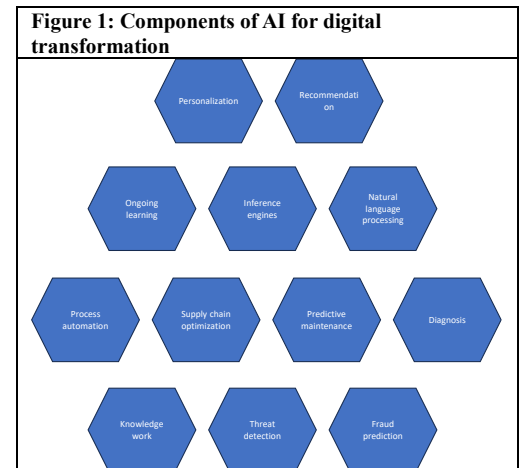 Figure 1: Components of AI for digital
transformation
Personalization
Recommendati
on
Ongoing
learning
Inference
engines
Natural
language
processing
Process
automation
Supply chain
optimization
Predictive
maintenance
Diagnosis
Knowledge
work
Threat
detection
Fraud
prediction